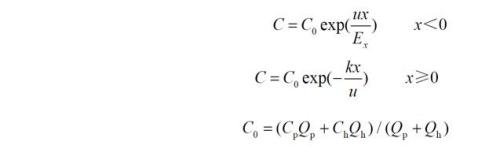 C = C₀ exp(ux/Eₓ) x<0
C = C₀ exp(−kx/u) x≥0
C₀ = (CₚQₚ + CₕQₕ) / (Qₚ + Qₕ)